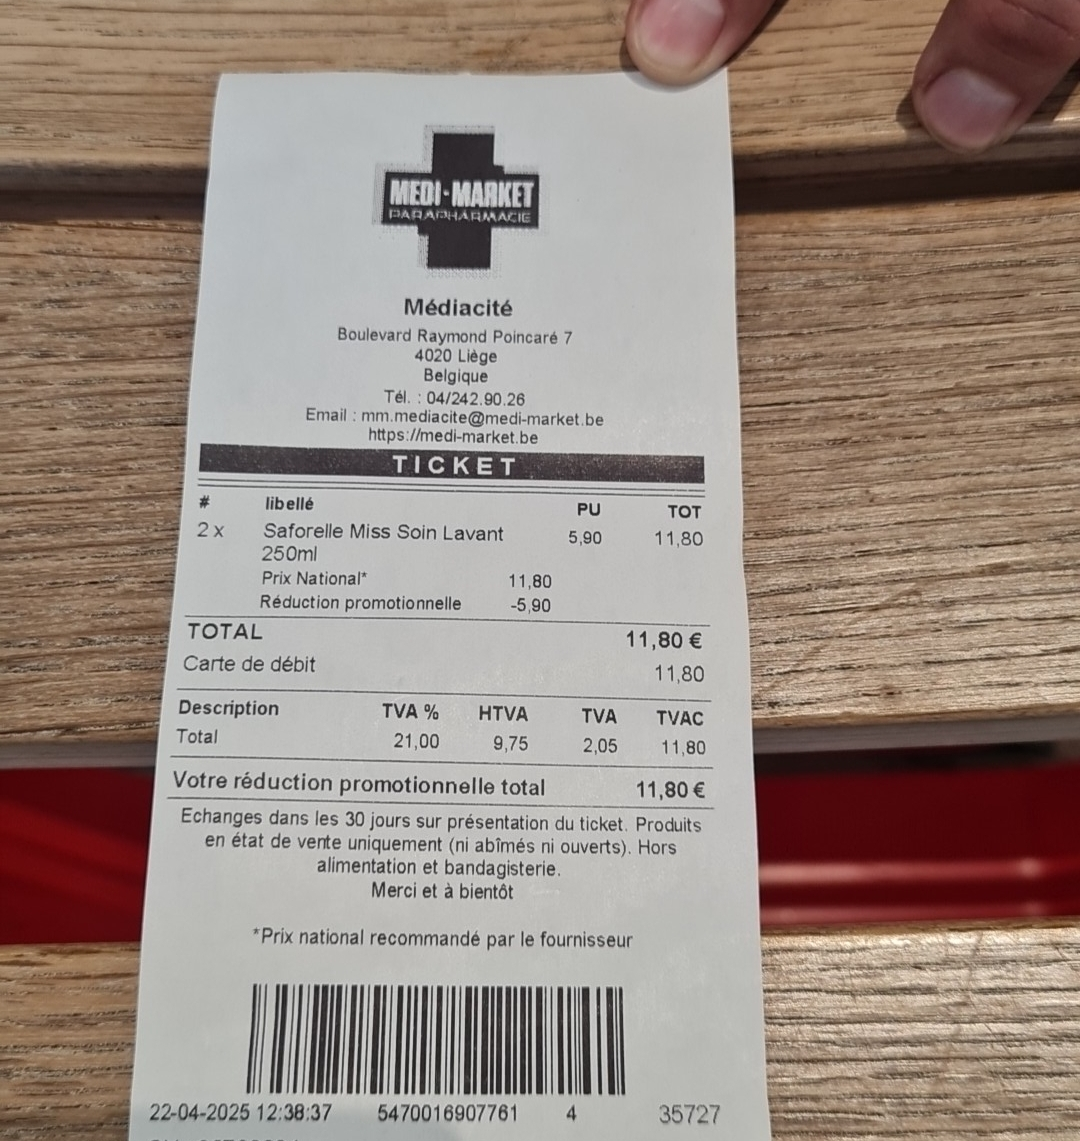 MEDI-MARKET
PARAPHARMACIE
Médiacité
Boulevard Raymond Poincaré 7
4020 Liège
Belgique
Tél. : 04/242.90.26
Email : mm.mediacite@medi-market.be
https://medi-market.be
TICKET
# libellé PU TOT
2 x Saforelle Miss Soin Lavant 5,90 11,80
250ml
Prix National* 11,80
Réduction promotionnelle -5,90
TOTAL 11,80 €
Carte de débit 11,80
Description TVA % HTVA TVA TVAC
Total 21,00 9,75 2,05 11,80
Votre réduction promotionnelle total 11,80 €
Echanges dans les 30 jours sur présentation du ticket. Produits
en état de vente uniquement (ni abîmés ni ouverts). Hors
alimentation et bandagisterie.
Merci et à bientôt
*Prix national recommandé par le fournisseur
22-04-2025 12:38:37 5470016907761 4 35727